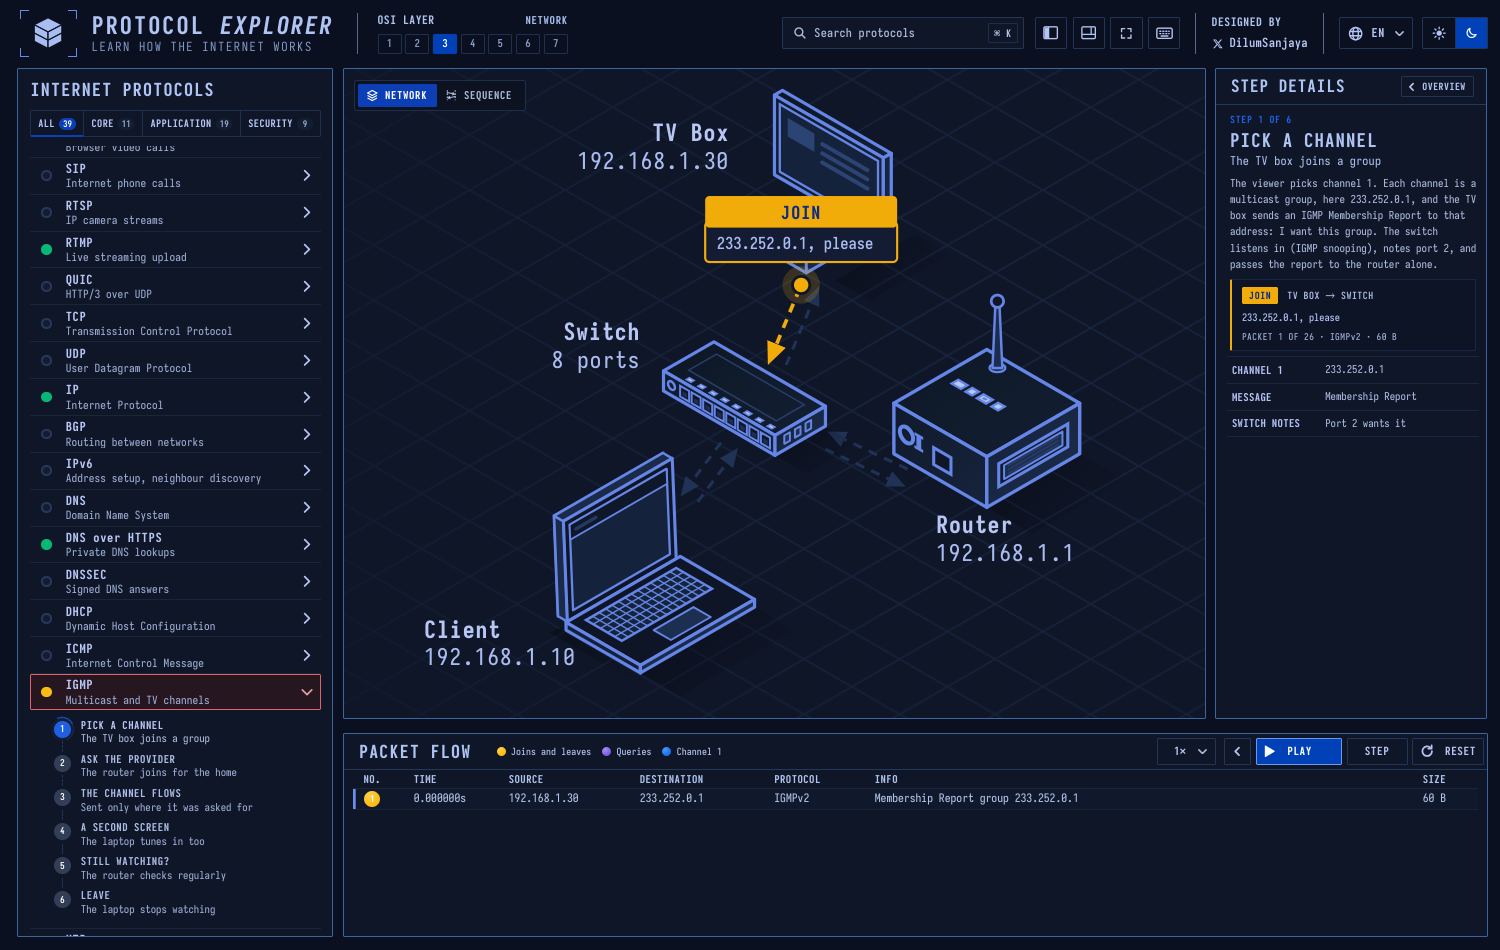 PROTOCOL EXPLORER
LEARN HOW THE INTERNET WORKS
OSI LAYER NETWORK
1 2 3 4 5 6 7
Search protocols
⌘ K
DESIGNED BY
DilumSanjaya
EN
INTERNET PROTOCOLS
ALL 39 CORE 11 APPLICATION 19 SECURITY 9
Browser video calls
SIP
Internet phone calls
RTSP
IP camera streams
RTMP
Live streaming upload
QUIC
HTTP/3 over UDP
TCP
Transmission Control Protocol
UDP
User Datagram Protocol
IP
Internet Protocol
BGP
Routing between networks
IPv6
Address setup, neighbour discovery
DNS
Domain Name System
DNS over HTTPS
Private DNS lookups
DNSSEC
Signed DNS answers
DHCP
Dynamic Host Configuration
ICMP
Internet Control Message
IGMP
Multicast and TV channels
1 PICK A CHANNEL
The TV box joins a group
2 ASK THE PROVIDER
The router joins for the home
3 THE CHANNEL FLOWS
Sent only where it was asked for
4 A SECOND SCREEN
The laptop tunes in too
5 STILL WATCHING?
The router checks regularly
6 LEAVE
The laptop stops watching
NETWORK SEQUENCE
TV Box
192.168.1.30
JOIN
233.252.0.1, please
Switch
8 ports
Router
192.168.1.1
Client
192.168.1.10
STEP DETAILS
OVERVIEW
STEP 1 OF 6
PICK A CHANNEL
The TV box joins a group
The viewer picks channel 1. Each channel is a
multicast group, here 233.252.0.1, and the TV
box sends an IGMP Membership Report to that
address: I want this group. The switch
listens in (IGMP snooping), notes port 2, and
passes the report to the router alone.
JOIN TV BOX → SWITCH
233.252.0.1, please
PACKET 1 OF 26 · IGMPv2 · 60 B
CHANNEL 1 233.252.0.1
MESSAGE Membership Report
SWITCH NOTES Port 2 wants it
PACKET FLOW
Joins and leaves Queries Channel 1
1× PLAY STEP RESET
NO. TIME SOURCE DESTINATION PROTOCOL INFO SIZE
1 0.000000s 192.168.1.30 233.252.0.1 IGMPv2 Membership Report group 233.252.0.1 60 B